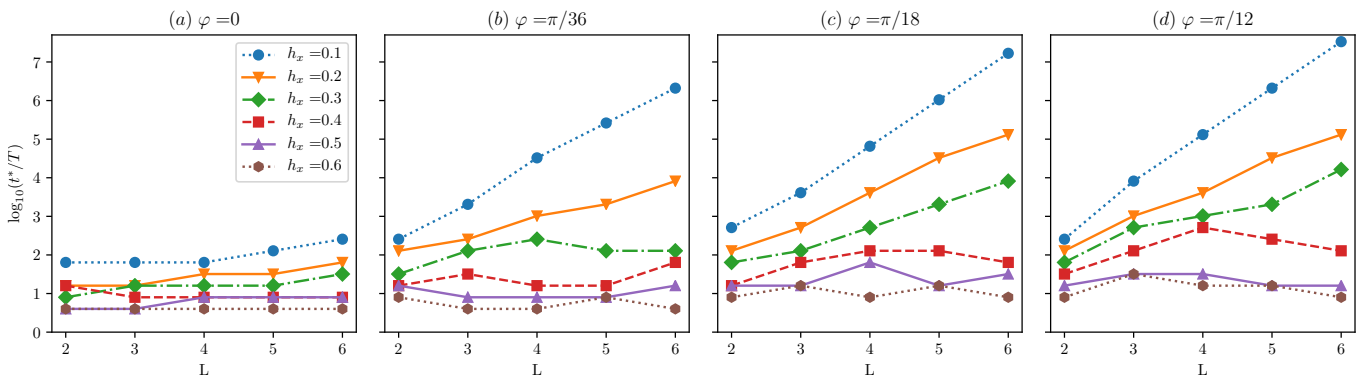 (a) φ =0
(b) φ =π/36
(c) φ =π/18
(d) φ =π/12
log₁₀(t*/T)
7
6
5
4
3
2
1
0
h_x =0.1
h_x =0.2
h_x =0.3
h_x =0.4
h_x =0.5
h_x =0.6
2 3 4 5 6
2 3 4 5 6
2 3 4 5 6
2 3 4 5 6
L
L
L
L